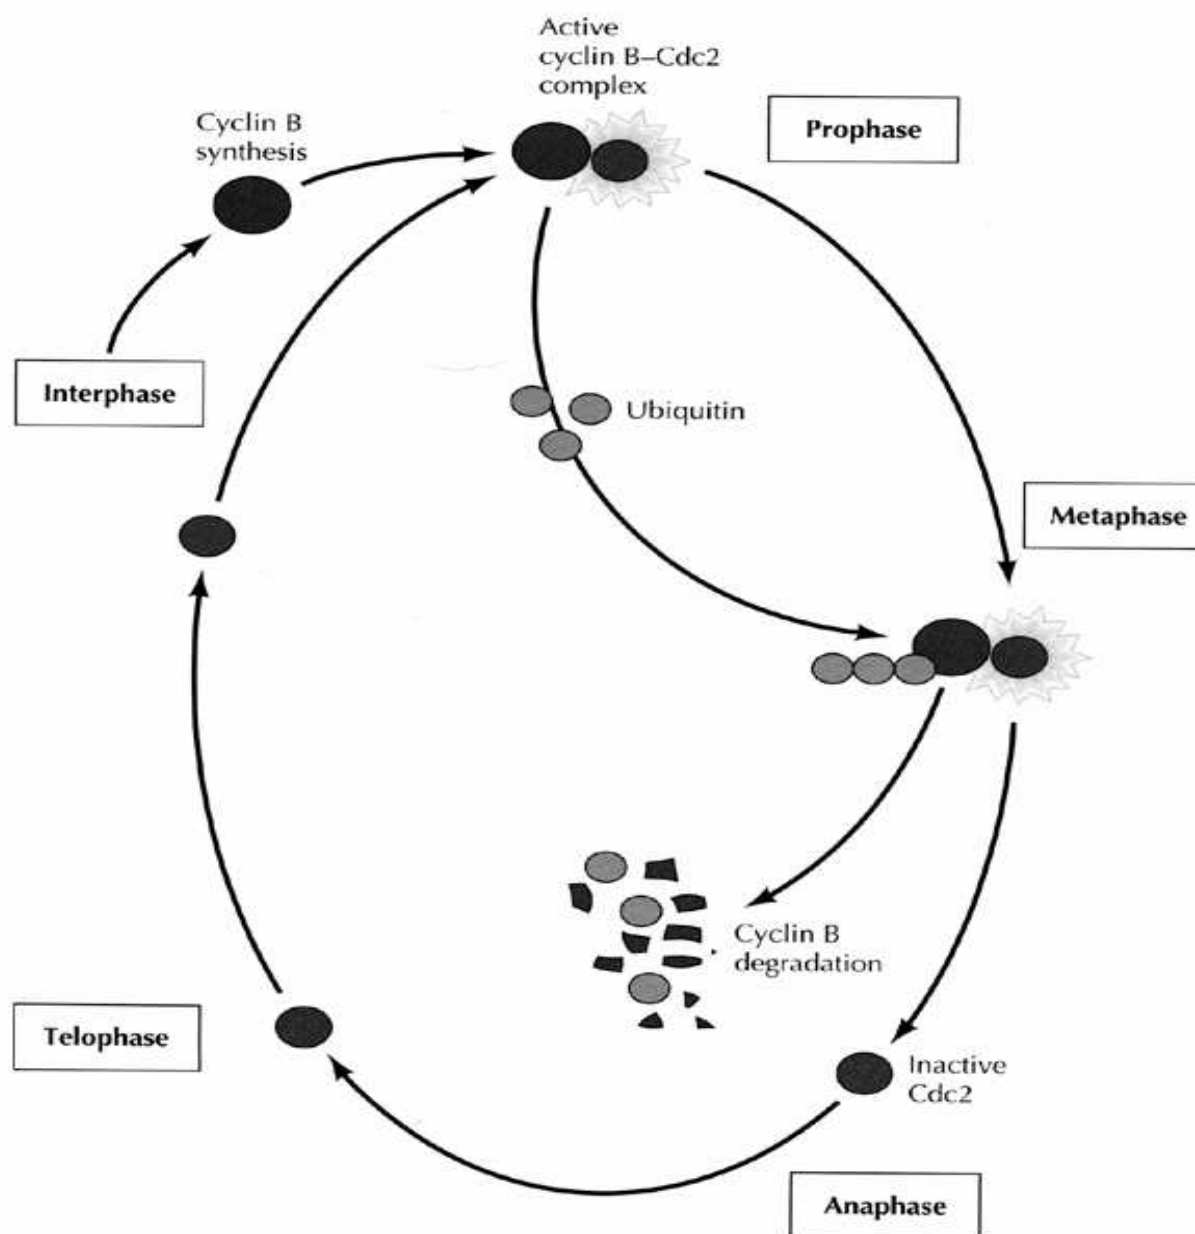 Active
cyclin B–Cdc2
complex
Prophase
Cyclin B
synthesis
Interphase
Ubiquitin
Metaphase
Cyclin B
degradation
Telophase
Inactive
Cdc2
Anaphase